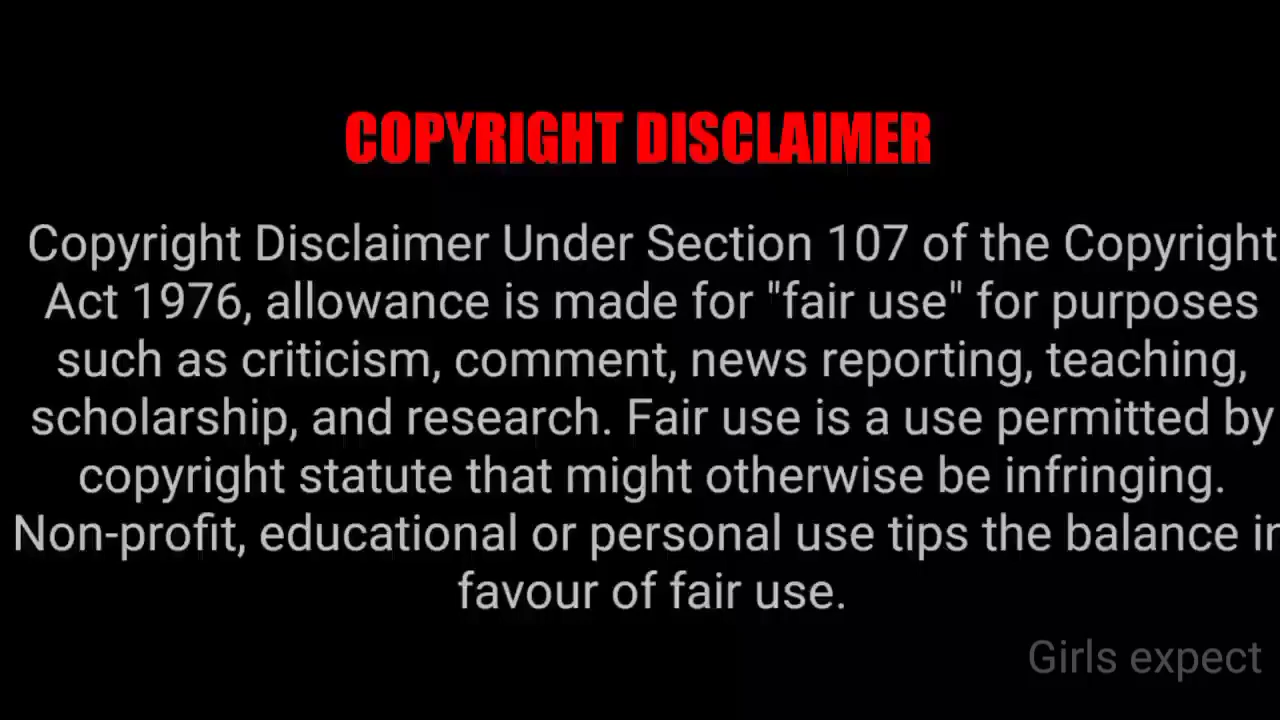 COPYRIGHT DISCLAIMER
Copyright Disclaimer Under Section 107 of the Copyright
Act 1976, allowance is made for "fair use" for purposes
such as criticism, comment, news reporting, teaching,
scholarship, and research. Fair use is a use permitted by
copyright statute that might otherwise be infringing.
Non-profit, educational or personal use tips the balance in
favour of fair use.
Girls expect